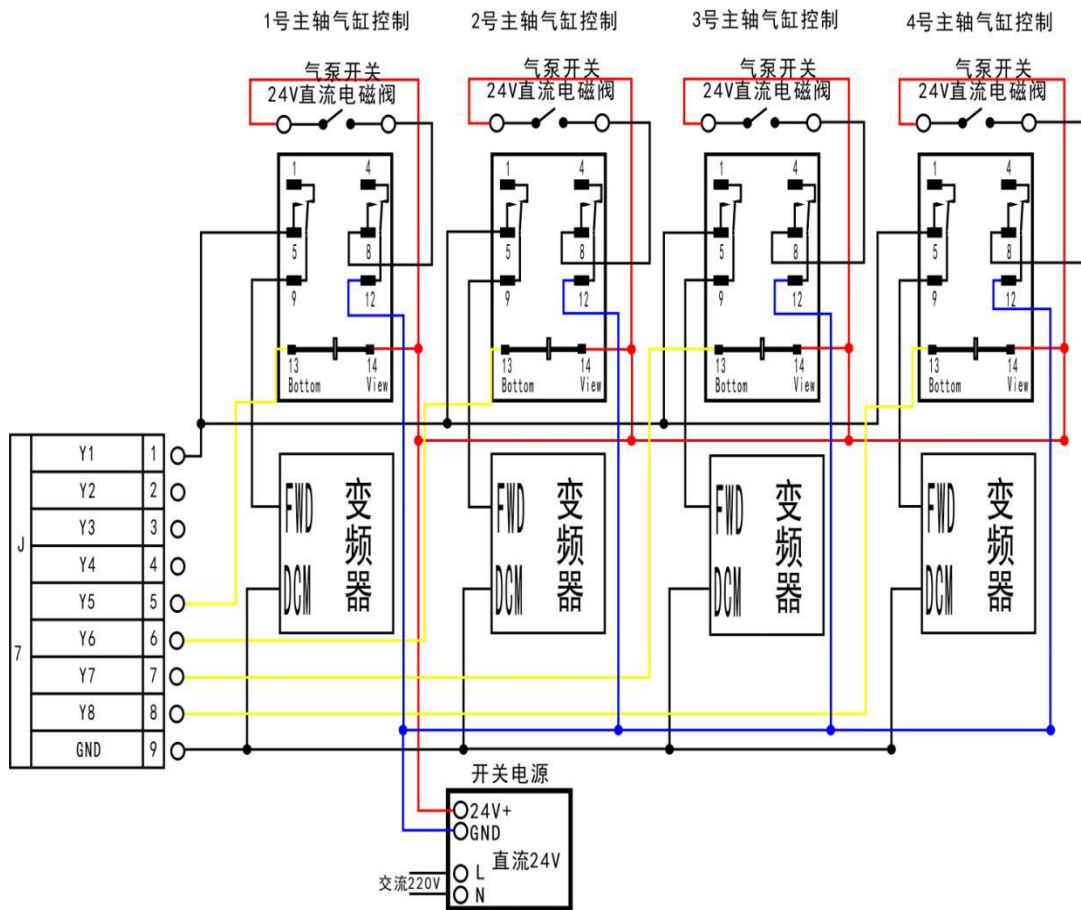 1号主轴气缸控制
2号主轴气缸控制
3号主轴气缸控制
4号主轴气缸控制
气泵开关
24V直流电磁阀
气泵开关
24V直流电磁阀
气泵开关
24V直流电磁阀
气泵开关
24V直流电磁阀
1 4
5 8
9 12
13 14
Bottom View
1 4
5 8
9 12
13 14
Bottom View
1 4
5 8
9 12
13 14
Bottom View
1 4
5 8
9 12
13 14
Bottom View
J7
Y1 1
Y2 2
Y3 3
Y4 4
Y5 5
Y6 6
Y7 7
Y8 8
GND 9
FWD
DCM
变频器
FWD
DCM
变频器
FWD
DCM
变频器
FWD
DCM
变频器
开关电源
24V+
GND
直流24V
交流220V
L
N